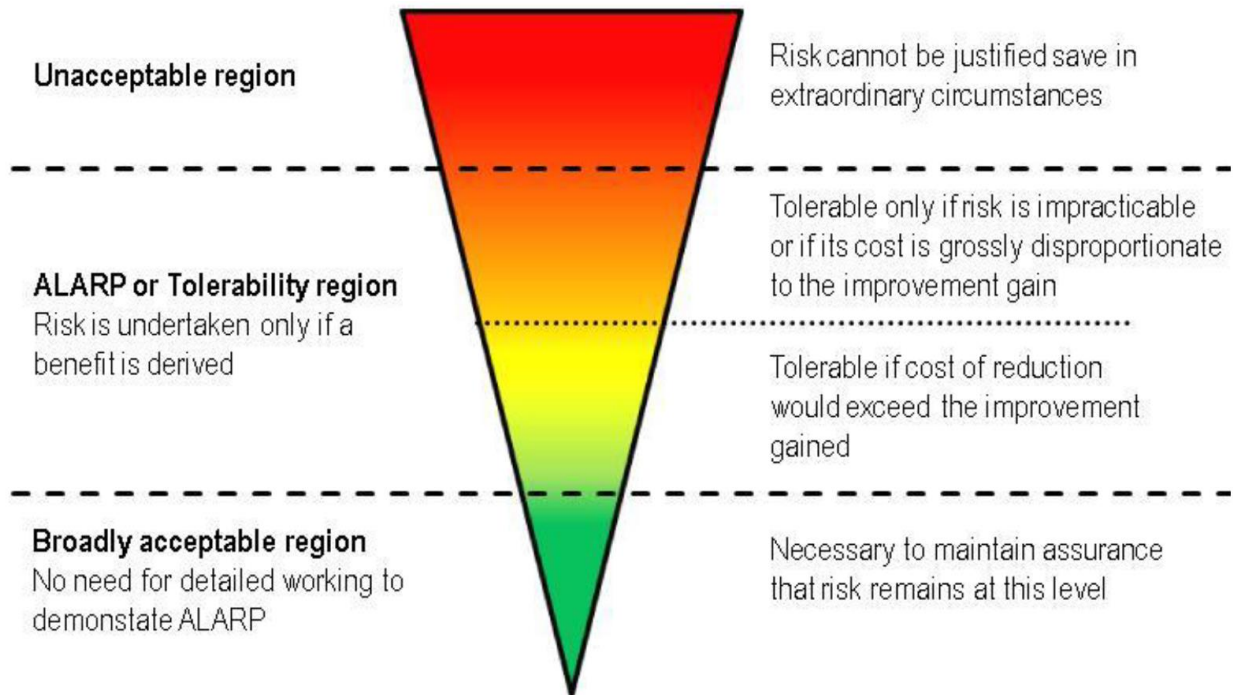 Unacceptable region
Risk cannot be justified save in
extraordinary circumstances
ALARP or Tolerability region
Risk is undertaken only if a
benefit is derived
Tolerable only if risk is impracticable
or if its cost is grossly disproportionate
to the improvement gain
Tolerable if cost of reduction
would exceed the improvement
gained
Broadly acceptable region
No need for detailed working to
demonstate ALARP
Necessary to maintain assurance
that risk remains at this level